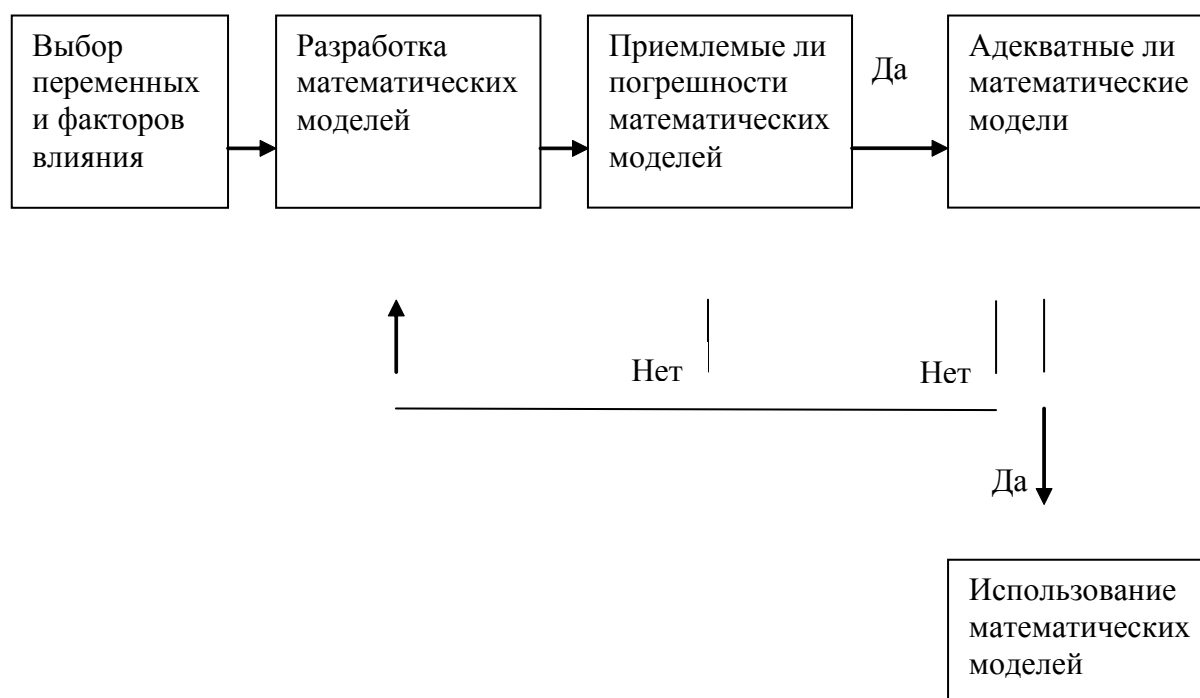 Выбор
переменных
и факторов
влияния
Разработка
математических
моделей
Приемлемые ли
погрешности
математических
моделей
Да
Адекватные ли
математические
модели
Нет
Нет
Да
Использование
математических
моделей